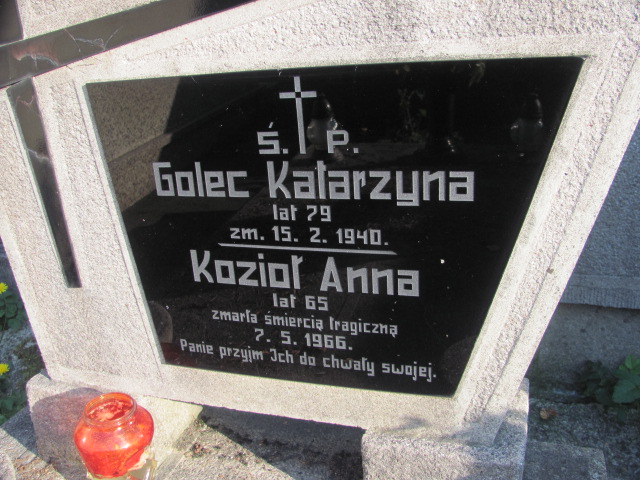 Ś. P.
Golec Katarzyna
lat 79
zm. 15. 2. 1940.
Kozioł Anna
lat 65
zmarła śmiercią tragiczną
7. 5. 1966.
Panie przyjm Ich do chwały swojej.